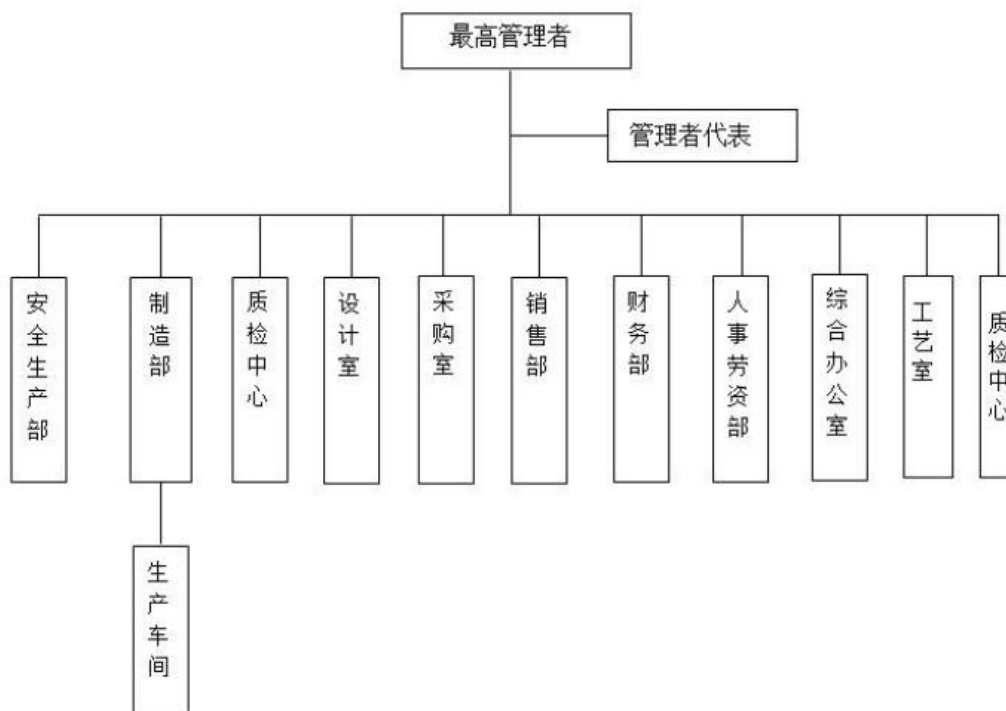 最高管理者
管理者代表
安全生产部
制造部
质检中心
设计室
采购室
销售部
财务部
人事劳资部
综合办公室
工艺室
质检中心
生产车间